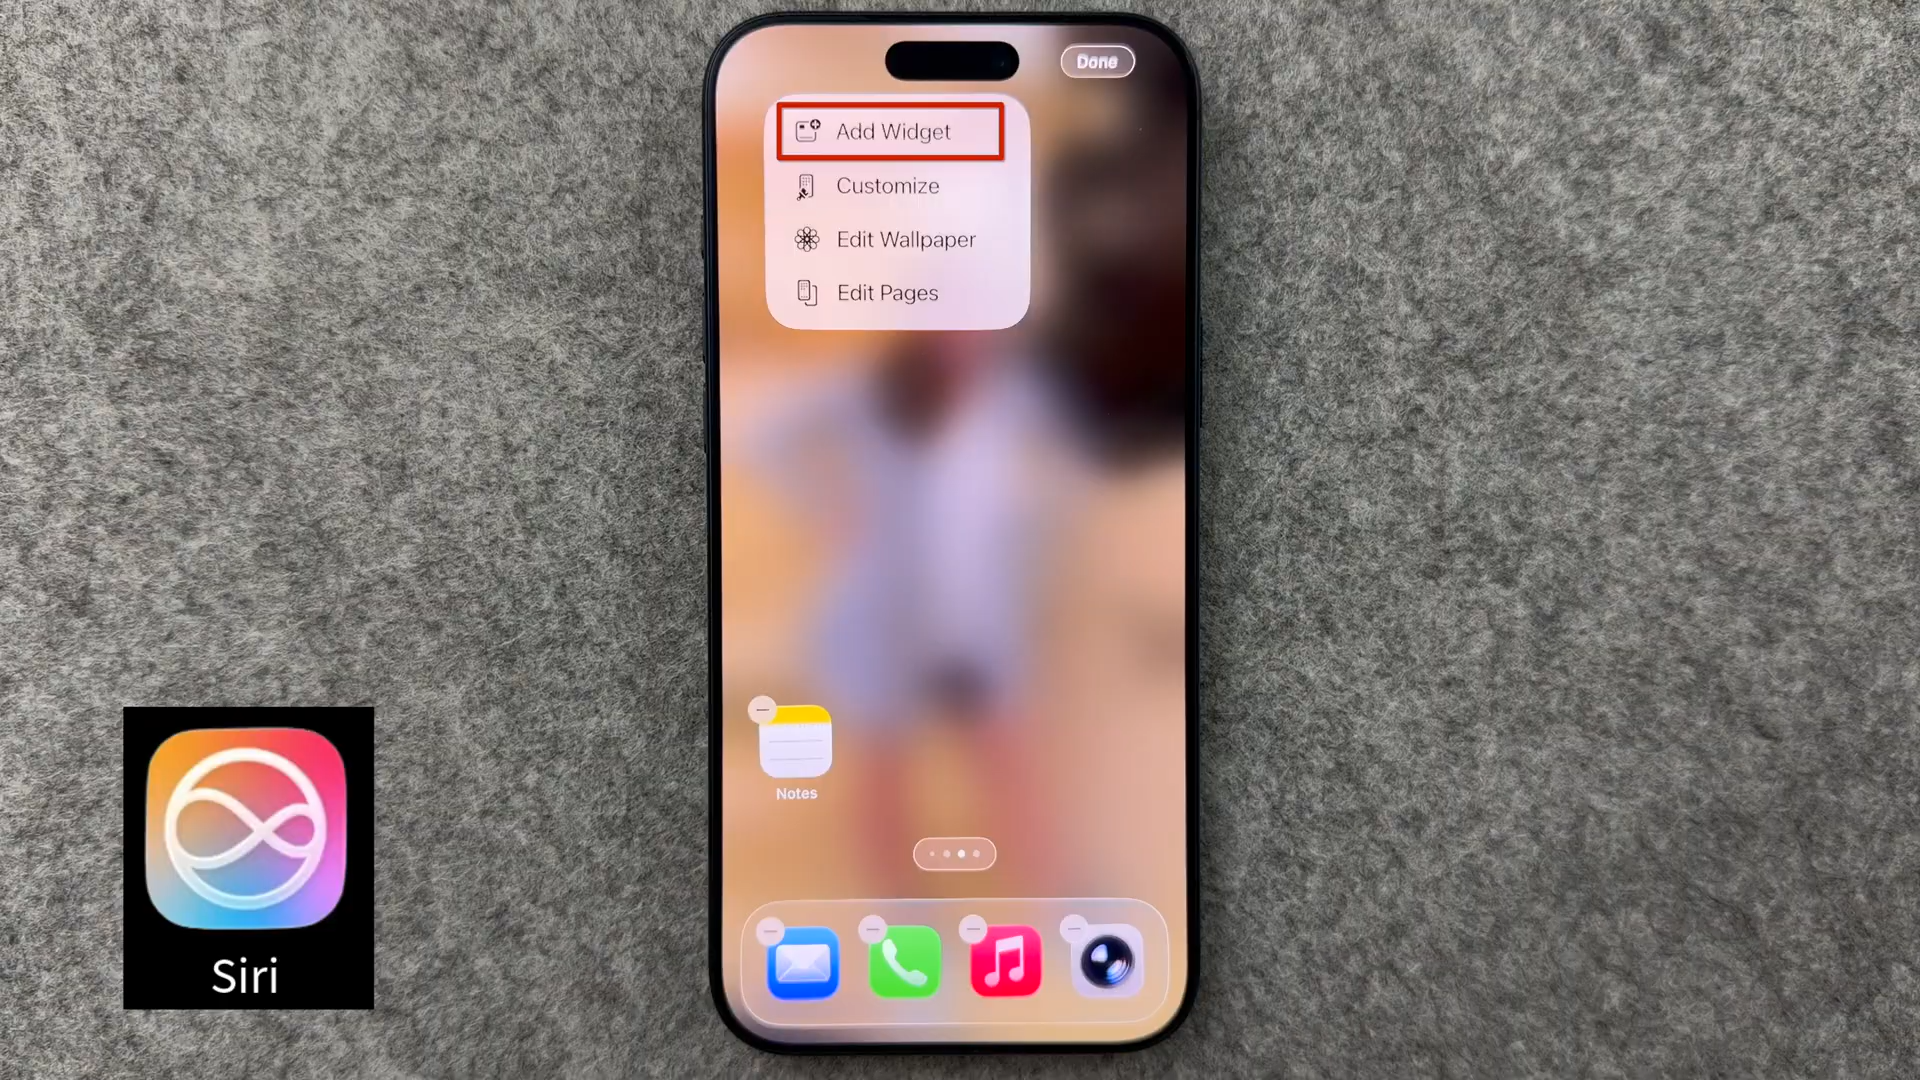 Done
Add Widget
Customize
Edit Wallpaper
Edit Pages
Notes
Siri